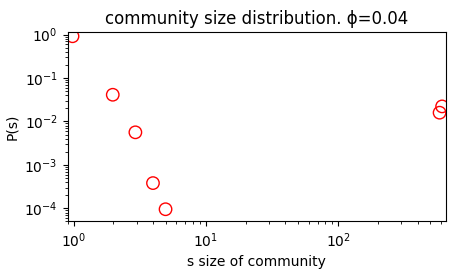 community size distribution. ϕ=0.04
P(s)
10⁰
10⁻¹
10⁻²
10⁻³
10⁻⁴
10⁰ 10¹ 10²
s size of community